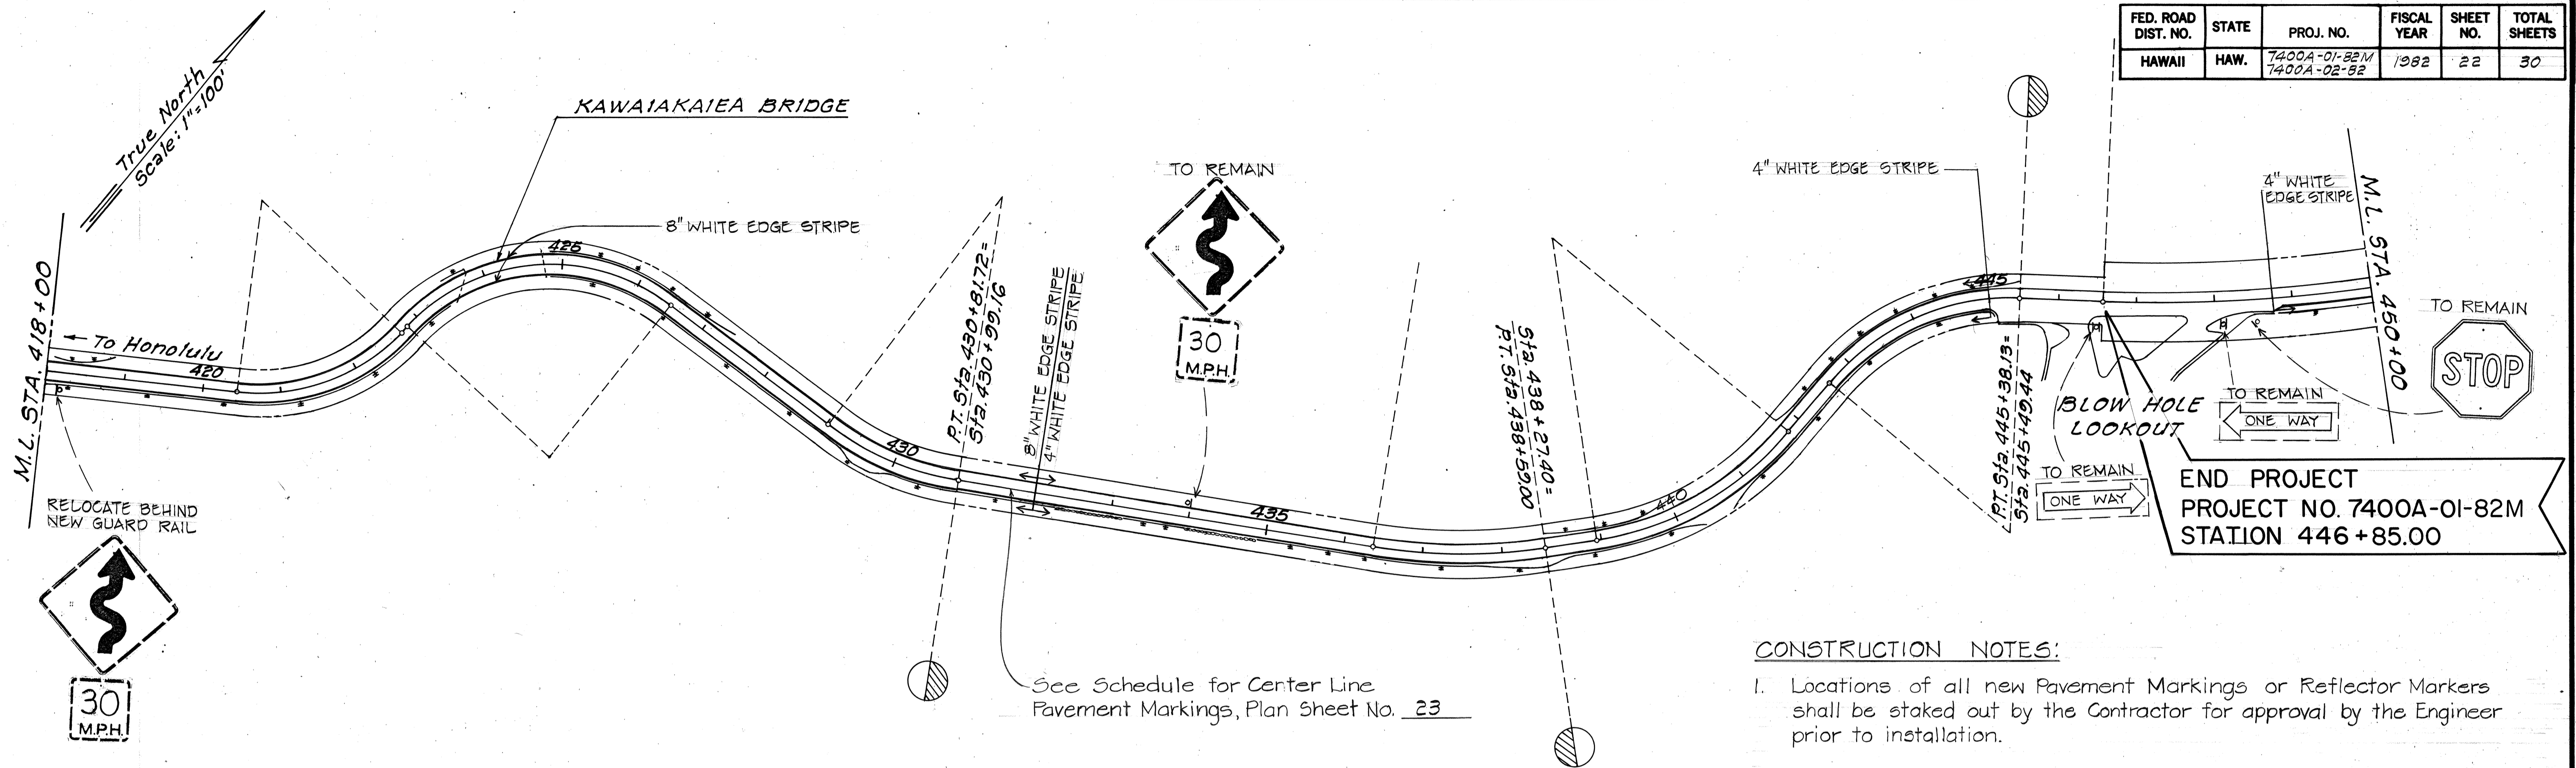 FED. ROAD DIST. NO. STATE PROJ. NO. FISCAL YEAR SHEET NO. TOTAL SHEETS
HAWAII HAW. 7400A-01-82M 7400A-02-82 1982 22 30
True North
Scale: 1"=100'
KAWAIAKAIEA BRIDGE
8" WHITE EDGE STRIPE
M.L. STA. 418+00
← To Honolulu
420
425
430
435
440
445
RELOCATE BEHIND
NEW GUARD RAIL
30
M.P.H.
P.T. Sta. 430+81.72=
Sta. 430+99.16
8" WHITE EDGE STRIPE
4" WHITE EDGE STRIPE
TO REMAIN
30
M.P.H.
See Schedule for Center Line
Pavement Markings, Plan Sheet No. 23
Sta. 438+27.40=
P.T. Sta. 438+59.00
4" WHITE EDGE STRIPE
P.T. Sta. 445+38.13=
Sta. 445+49.44
4" WHITE
EDGE STRIPE
M.L. STA. 450+00
TO REMAIN
STOP
BLOW HOLE
LOOKOUT
TO REMAIN
ONE WAY
TO REMAIN
ONE WAY
END PROJECT
PROJECT NO. 7400A-01-82M
STATION 446+85.00
CONSTRUCTION NOTES:
1. Locations of all new Pavement Markings or Reflector Markers
shall be staked out by the Contractor for approval by the Engineer
prior to installation.